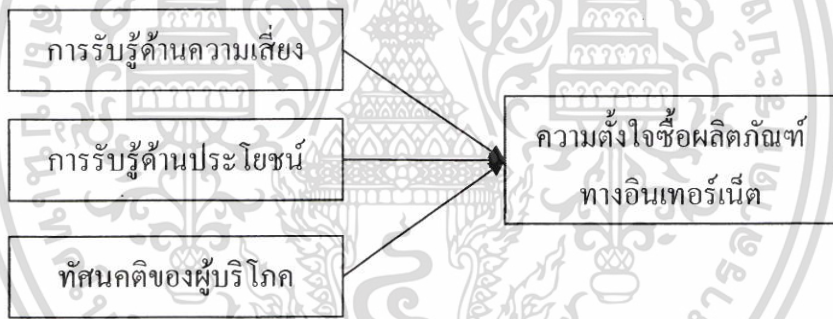 การรับรู้ด้านความเสี่ยง
การรับรู้ด้านประโยชน์
ทัศนคติของผู้บริโภค
ความตั้งใจซื้อผลิตภัณฑ์
ทางอินเทอร์เน็ต